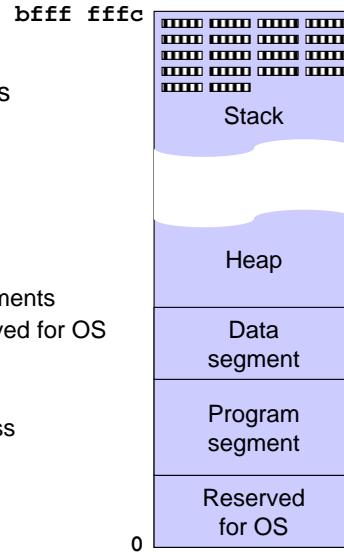 bfff fffc
s
Stack
Heap
ments
ved for OS
Data
segment
ss
Program
segment
Reserved
for OS
0